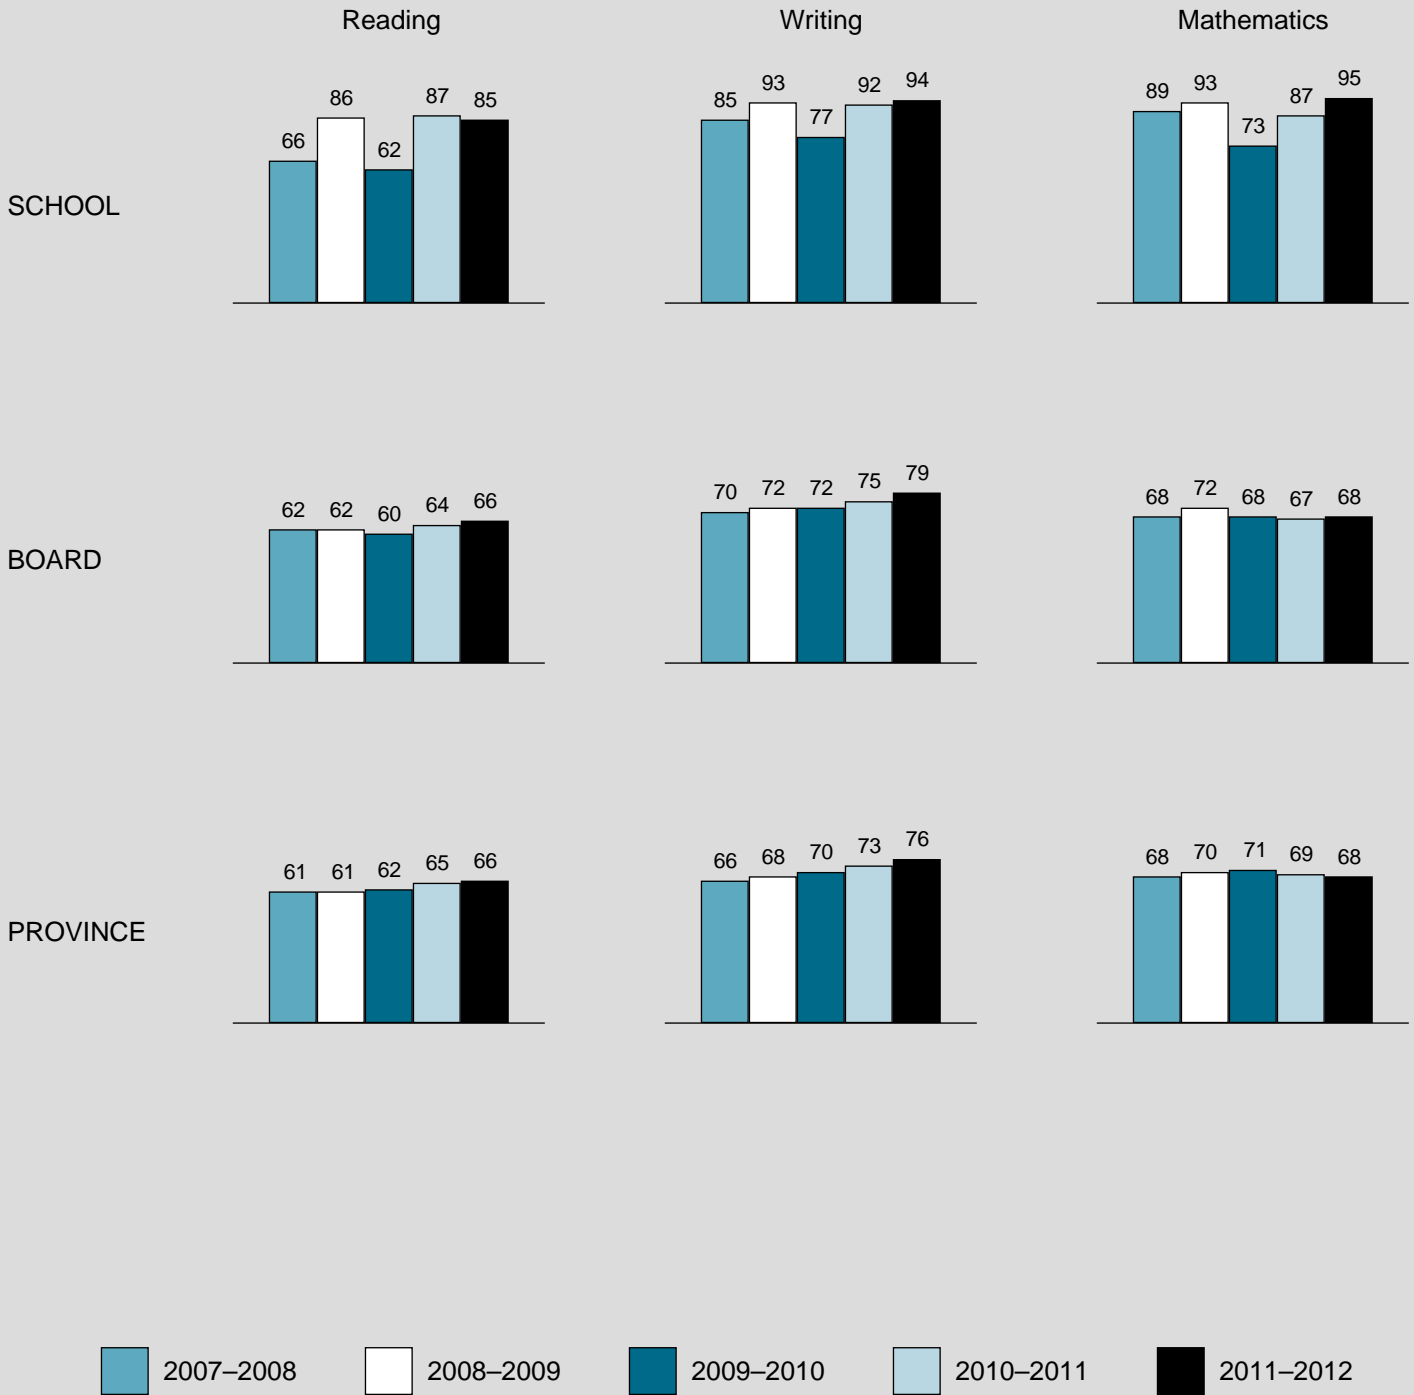 Reading Writing Mathematics
SCHOOL
66 86 62 87 85
85 93 77 92 94
89 93 73 87 95
BOARD
62 62 60 64 66
70 72 72 75 79
68 72 68 67 68
PROVINCE
61 61 62 65 66
66 68 70 73 76
68 70 71 69 68
2007–2008 2008–2009 2009–2010 2010–2011 2011–2012